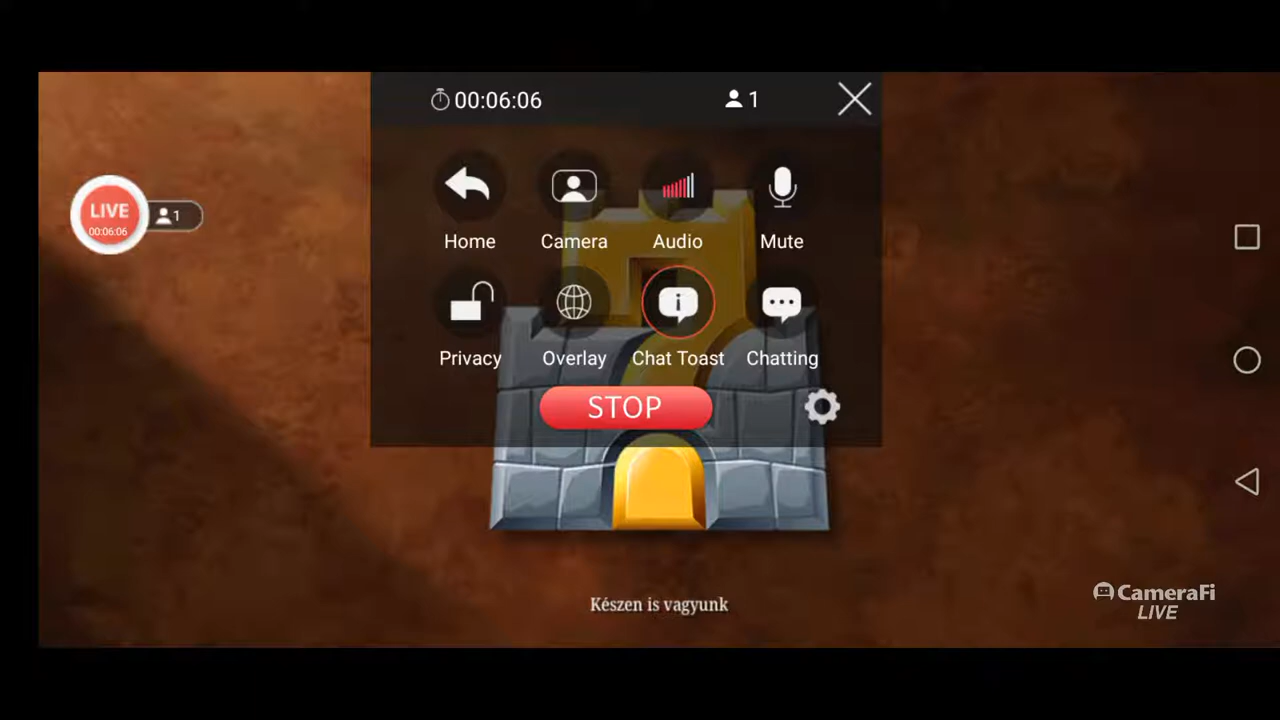 00:06:06 1
LIVE
00:06:06
1
Home Camera Audio Mute
Privacy Overlay Chat Toast Chatting
STOP
Készen is vagyunk
CameraFi
LIVE